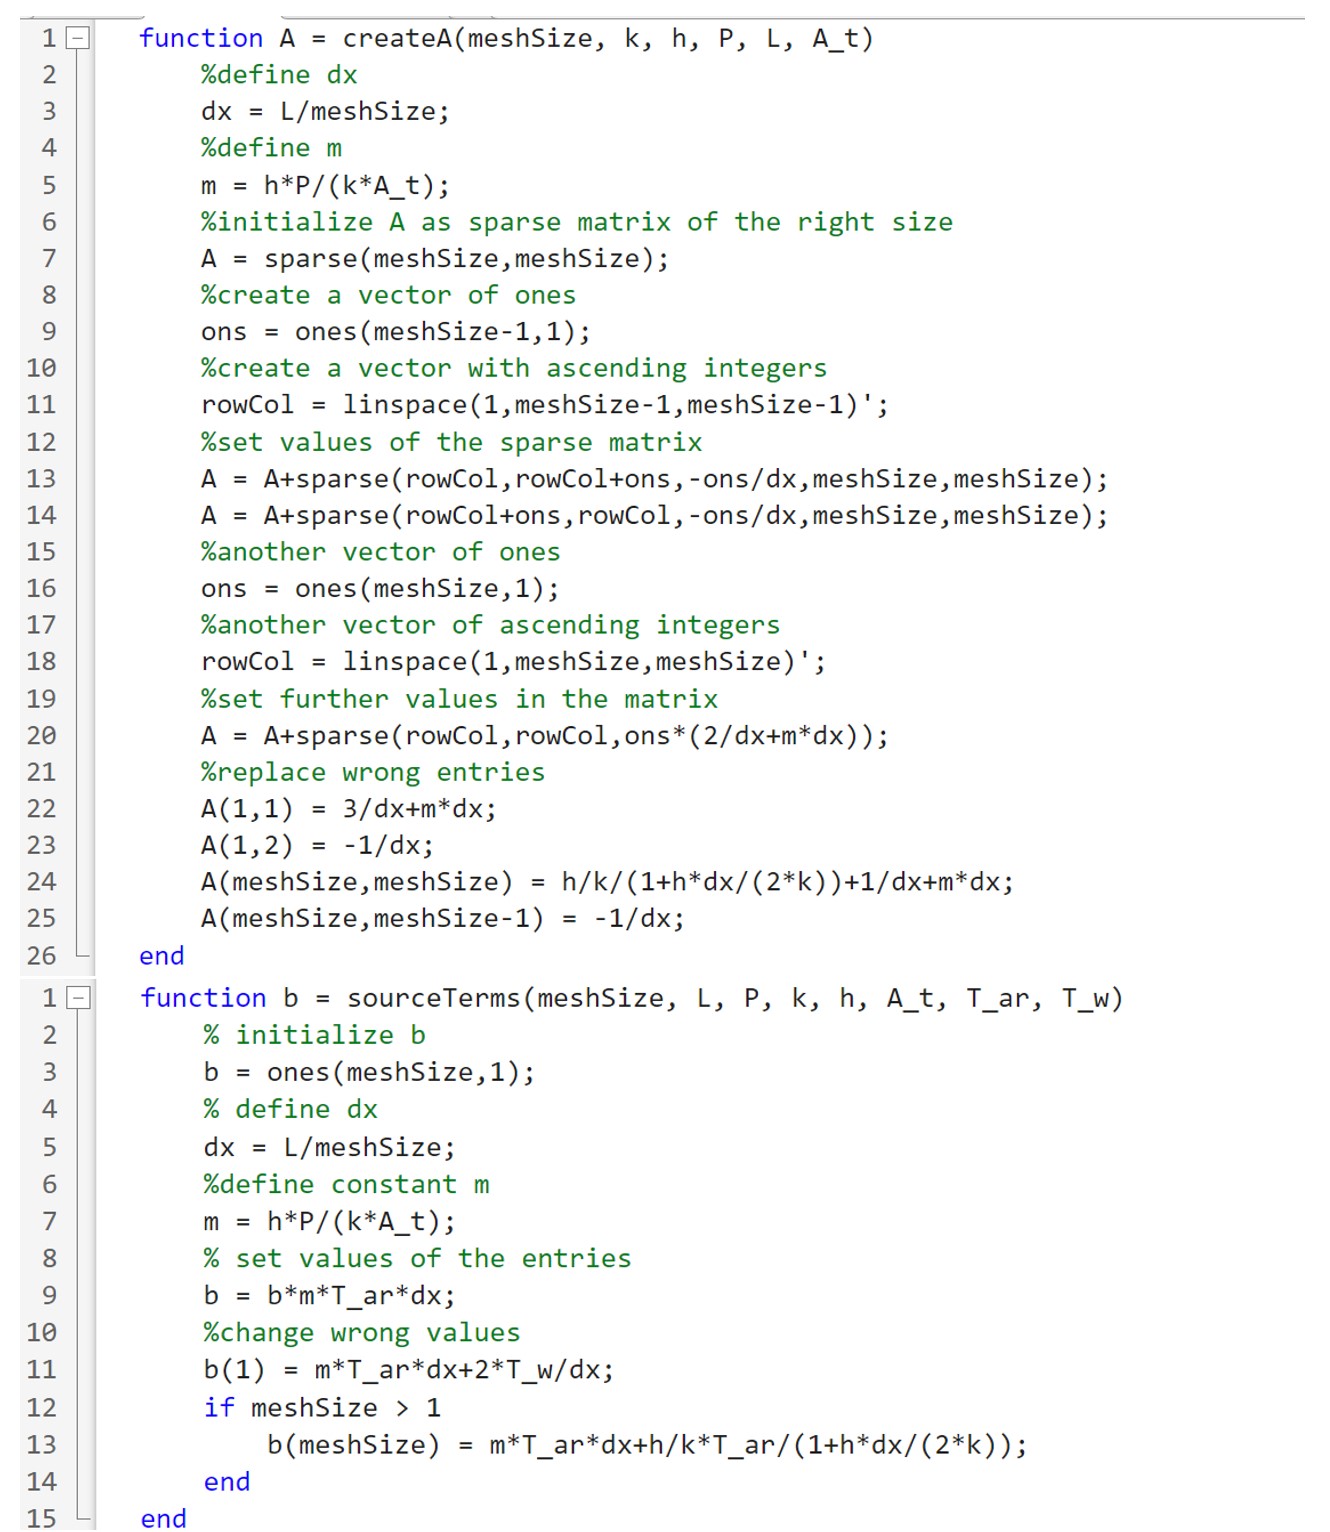 1 function A = createA(meshSize, k, h, P, L, A_t)
2 %define dx
3 dx = L/meshSize;
4 %define m
5 m = h*P/(k*A_t);
6 %initialize A as sparse matrix of the right size
7 A = sparse(meshSize,meshSize);
8 %create a vector of ones
9 ons = ones(meshSize-1,1);
10 %create a vector with ascending integers
11 rowCol = linspace(1,meshSize-1,meshSize-1)';
12 %set values of the sparse matrix
13 A = A+sparse(rowCol,rowCol+ons,-ons/dx,meshSize,meshSize);
14 A = A+sparse(rowCol+ons,rowCol,-ons/dx,meshSize,meshSize);
15 %another vector of ones
16 ons = ones(meshSize,1);
17 %another vector of ascending integers
18 rowCol = linspace(1,meshSize,meshSize)';
19 %set further values in the matrix
20 A = A+sparse(rowCol,rowCol,ons*(2/dx+m*dx));
21 %replace wrong entries
22 A(1,1) = 3/dx+m*dx;
23 A(1,2) = -1/dx;
24 A(meshSize,meshSize) = h/k/(1+h*dx/(2*k))+1/dx+m*dx;
25 A(meshSize,meshSize-1) = -1/dx;
26 end
1 function b = sourceTerms(meshSize, L, P, k, h, A_t, T_ar, T_w)
2 % initialize b
3 b = ones(meshSize,1);
4 % define dx
5 dx = L/meshSize;
6 %define constant m
7 m = h*P/(k*A_t);
8 % set values of the entries
9 b = b*m*T_ar*dx;
10 %change wrong values
11 b(1) = m*T_ar*dx+2*T_w/dx;
12 if meshSize > 1
13 b(meshSize) = m*T_ar*dx+h/k*T_ar/(1+h*dx/(2*k));
14 end
15 end